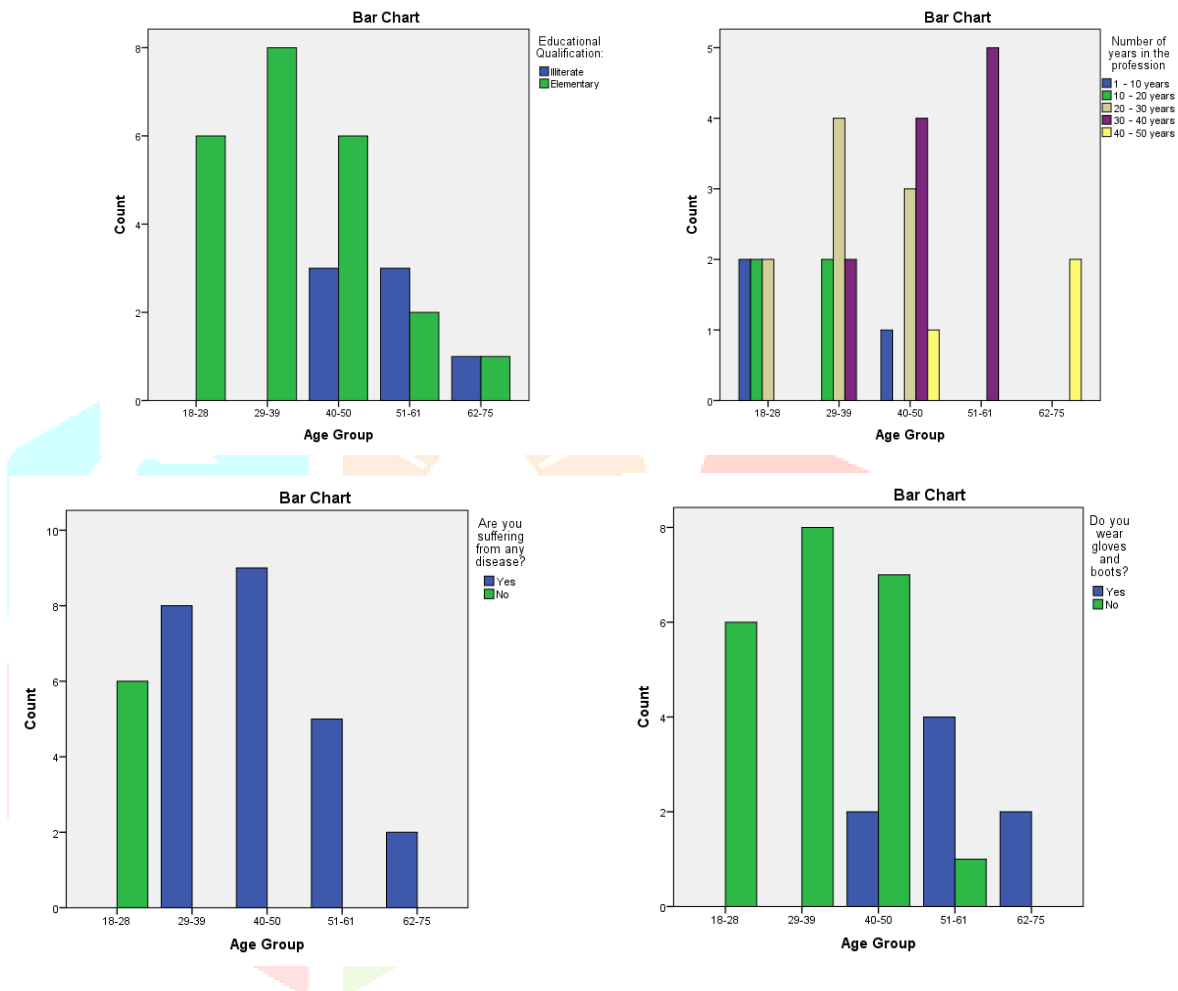 Bar Chart
Educational
Qualification:
Illiterate
Elementary
8
6
4
2
0
Count
18-28
29-39
40-50
51-61
62-75
Age Group
Bar Chart
Number of
years in the
profession
1 - 10 years
10 - 20 years
20 - 30 years
30 - 40 years
40 - 50 years
5
4
3
2
1
0
Count
18-28
29-39
40-50
51-61
62-75
Age Group
Bar Chart
Are you
suffering
from any
disease?
Yes
No
10
8
6
4
2
0
Count
18-28
29-39
40-50
51-61
62-75
Age Group
Bar Chart
Do you
wear
gloves
and
boots?
Yes
No
8
6
4
2
0
Count
18-28
29-39
40-50
51-61
62-75
Age Group